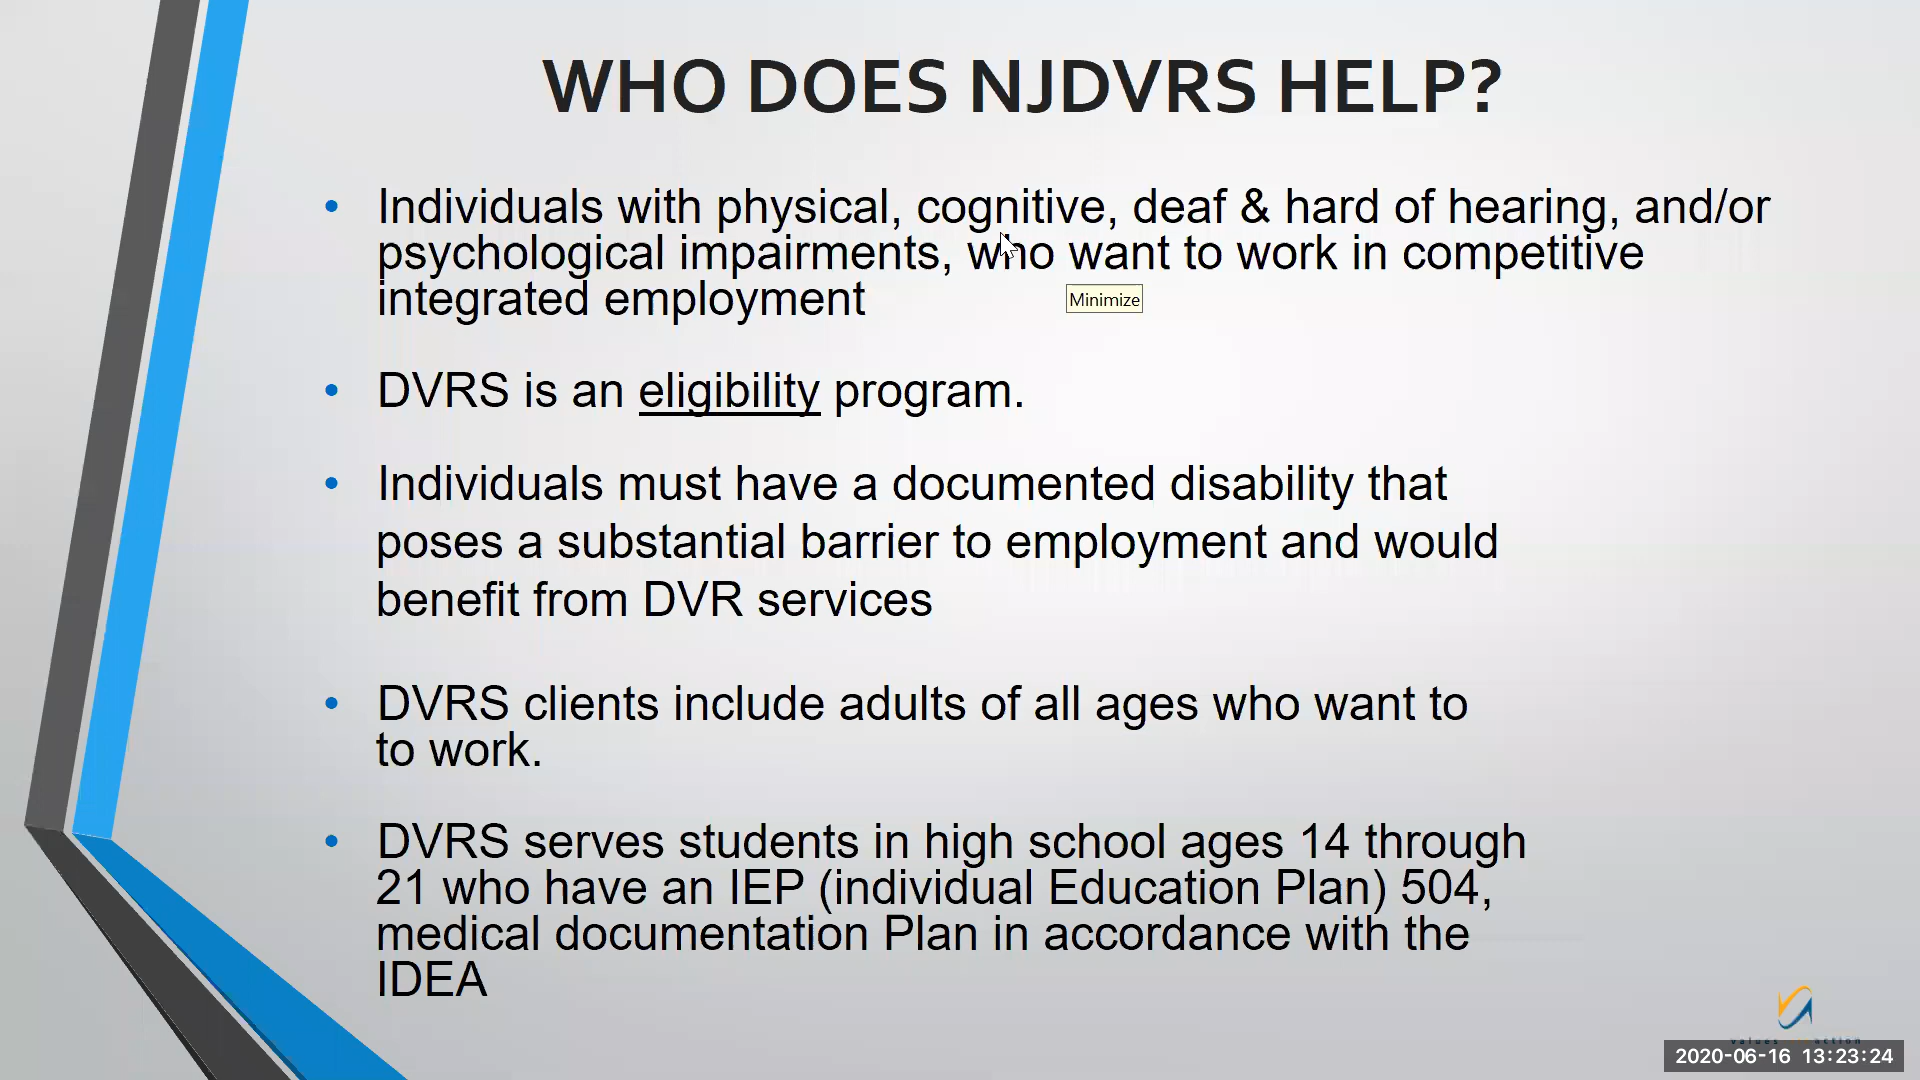 WHO DOES NJDVRS HELP?
• Individuals with physical, cognitive, deaf & hard of hearing, and/or
psychological impairments, who want to work in competitive
integrated employment
Minimize
• DVRS is an eligibility program.
• Individuals must have a documented disability that
poses a substantial barrier to employment and would
benefit from DVR services
• DVRS clients include adults of all ages who want to
to work.
• DVRS serves students in high school ages 14 through
21 who have an IEP (individual Education Plan) 504,
medical documentation Plan in accordance with the
IDEA
values action
2020-06-16 13:23:24